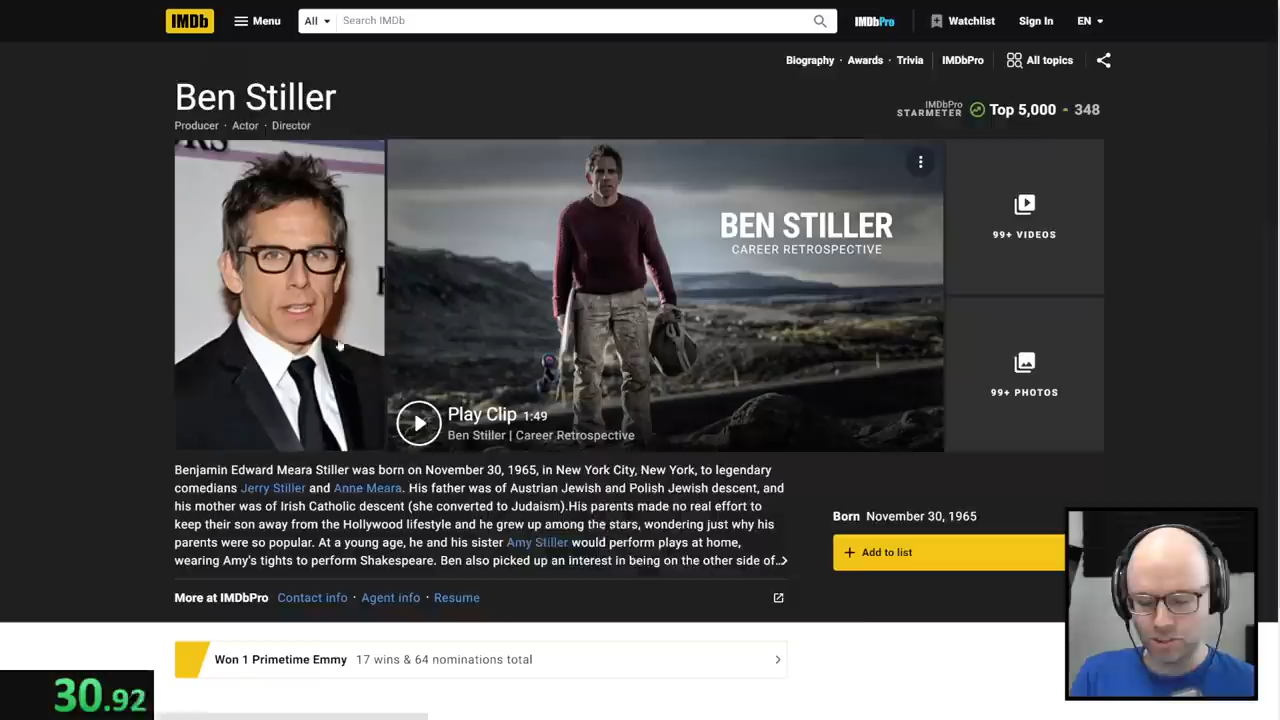 IMDb
Menu
All
Search IMDb
IMDbPro
Watchlist
Sign In
EN
Biography · Awards · Trivia
IMDbPro
All topics
Ben Stiller
Producer · Actor · Director
IMDbPro
STARMETER
Top 5,000
348
BEN STILLER
CAREER RETROSPECTIVE
99+ VIDEOS
99+ PHOTOS
Play Clip 1:49
Ben Stiller | Career Retrospective
Benjamin Edward Meara Stiller was born on November 30, 1965, in New York City, New York, to legendary
comedians Jerry Stiller and Anne Meara. His father was of Austrian Jewish and Polish Jewish descent, and
his mother was of Irish Catholic descent (she converted to Judaism).His parents made no real effort to
keep their son away from the Hollywood lifestyle and he grew up among the stars, wondering just why his
parents were so popular. At a young age, he and his sister Amy Stiller would perform plays at home,
wearing Amy's tights to perform Shakespeare. Ben also picked up an interest in being on the other side of...
Born November 30, 1965
+ Add to list
More at IMDbPro Contact info · Agent info · Resume
Won 1 Primetime Emmy 17 wins & 64 nominations total
30.92